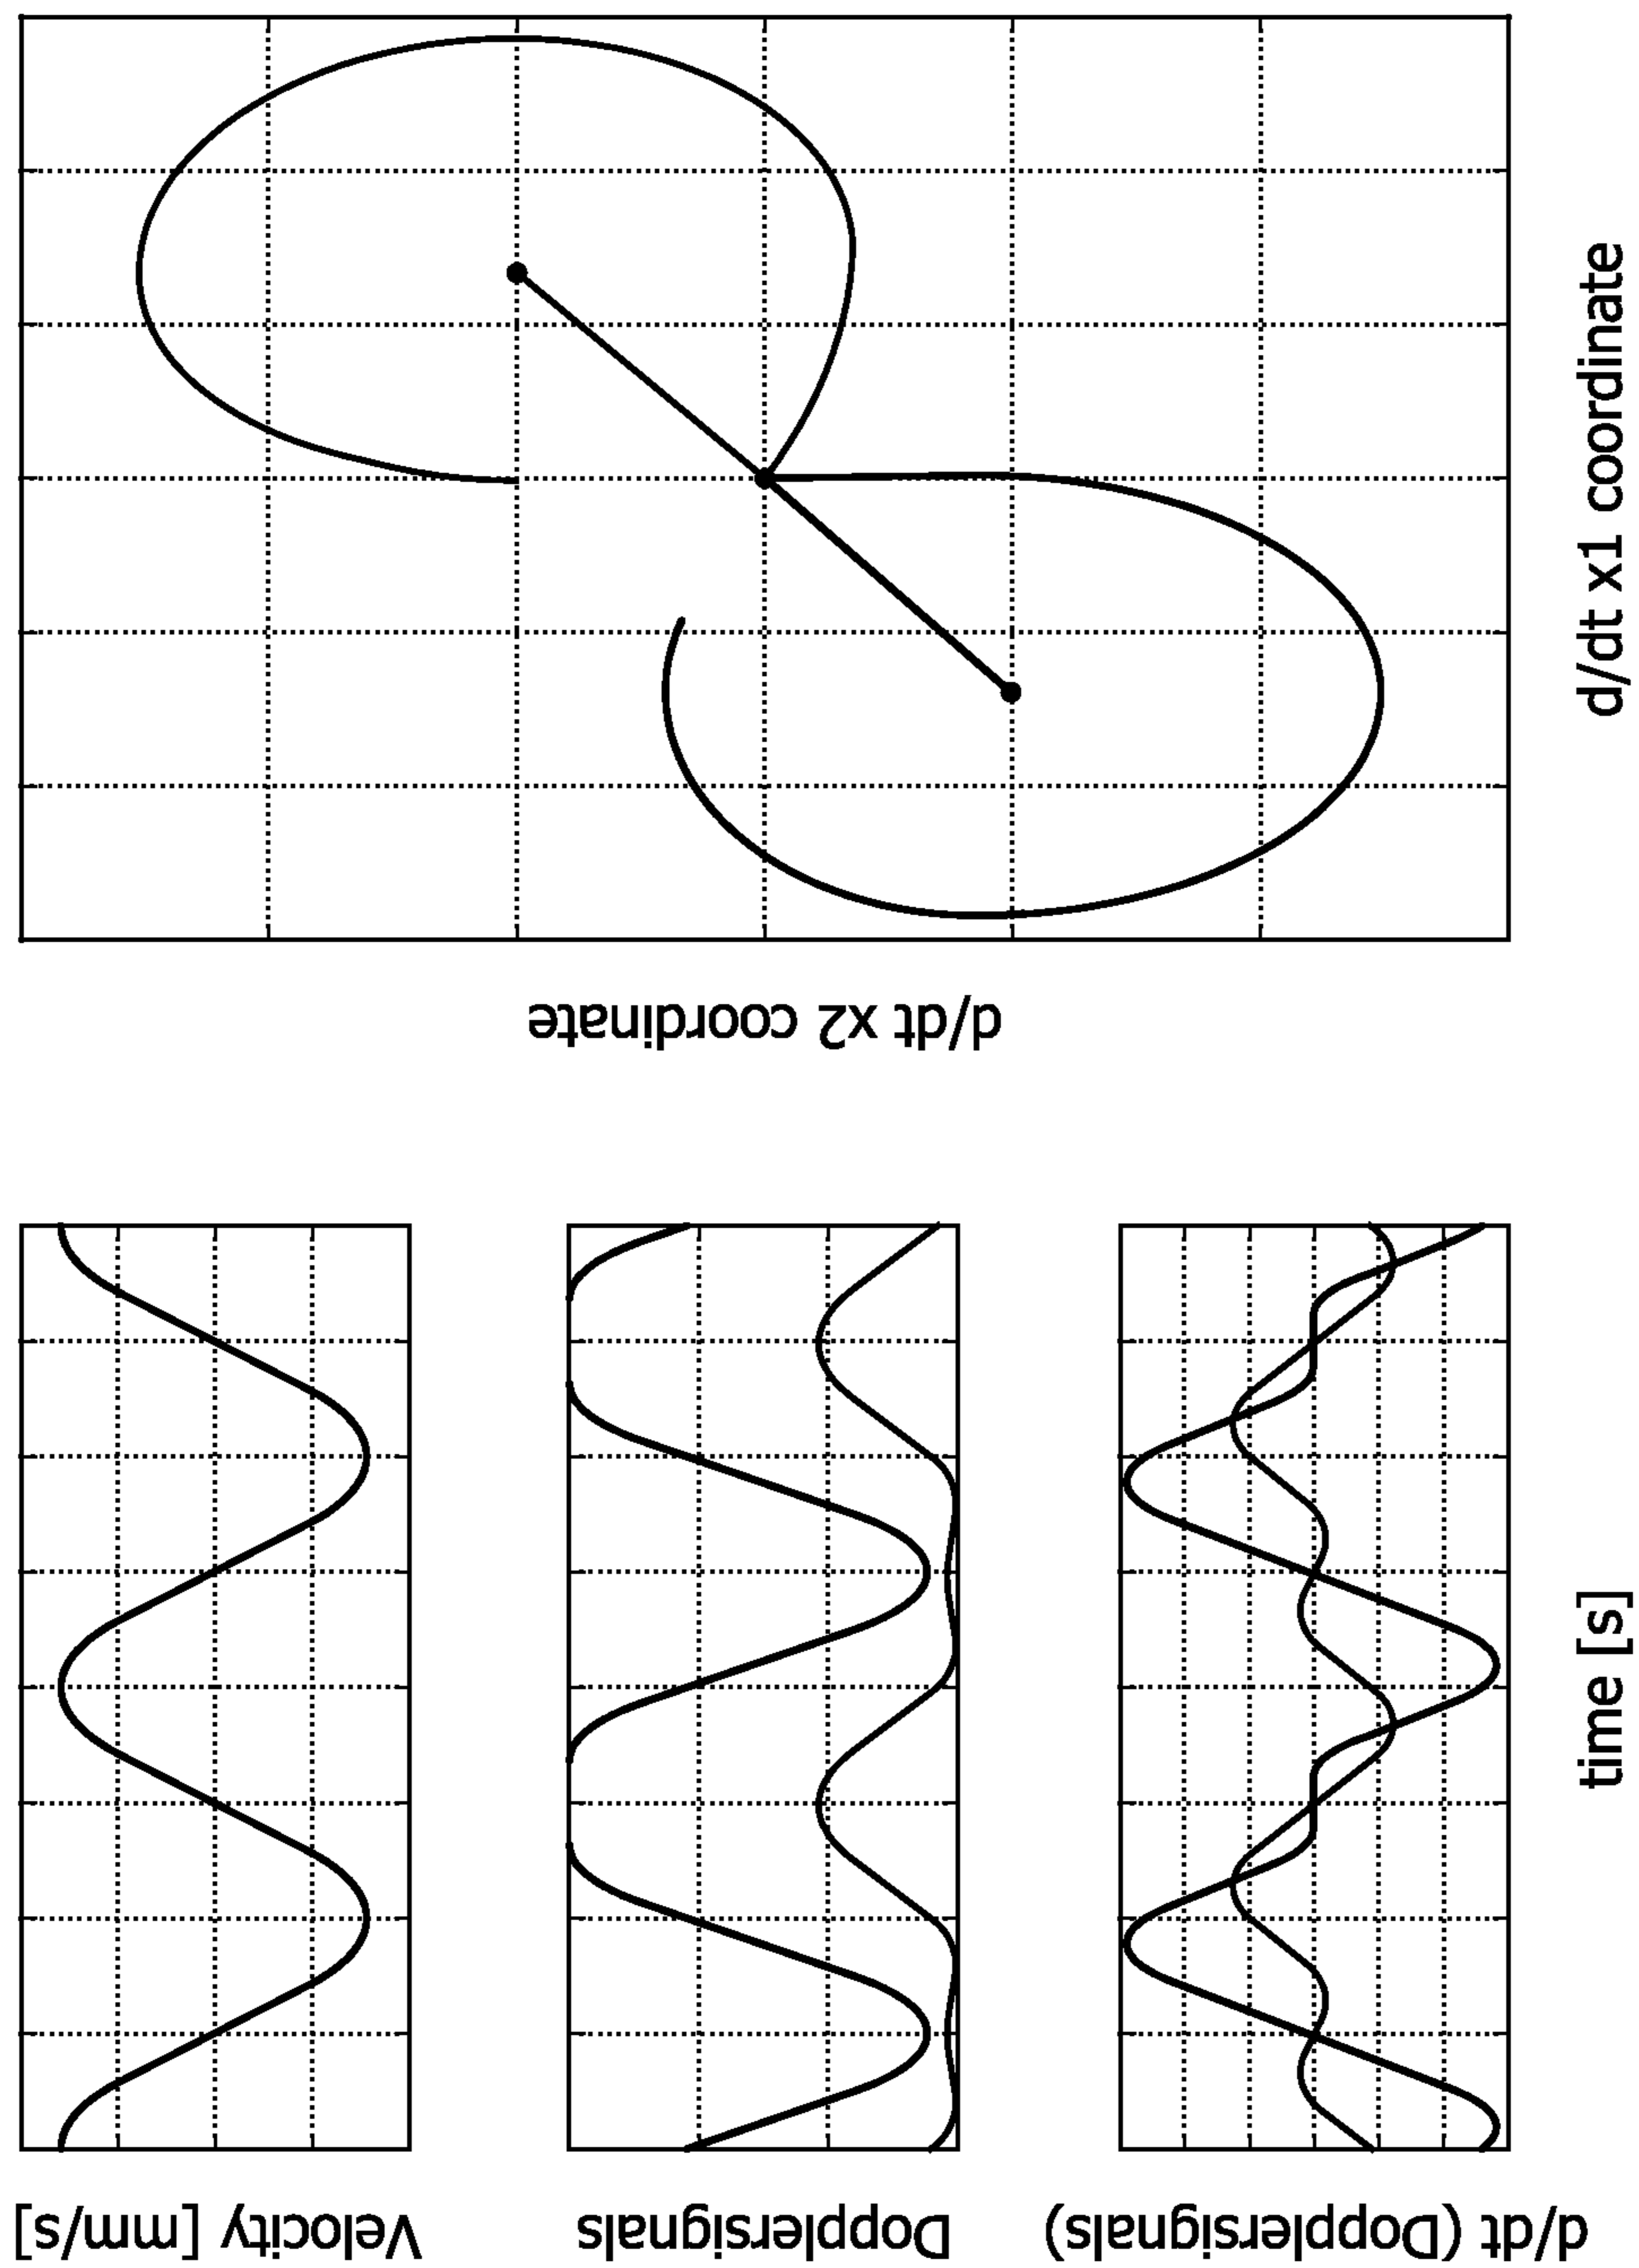 Velocity [mm/s]
Dopplersignals
d/dt (Dopplersignals)
time [s]
d/dt x2 coordinate
d/dt x1 coordinate